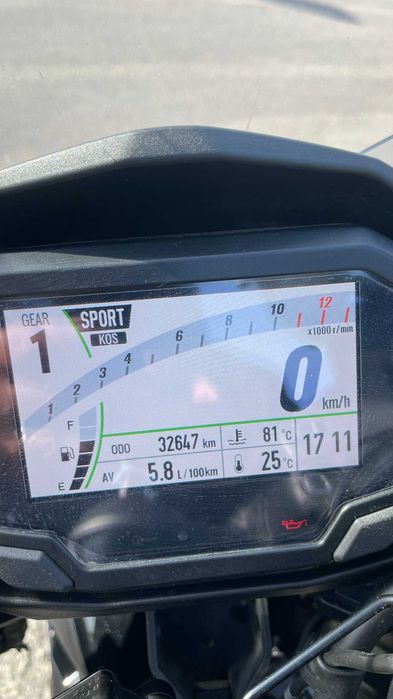 GEAR SPORT
KOS
1
1 2 3 4 6 8 10 12
x1000 r/min
0 km/h
F
E
ODO 32647 km 81 °C
17 11
AV 5.8 L/100km 25 °C